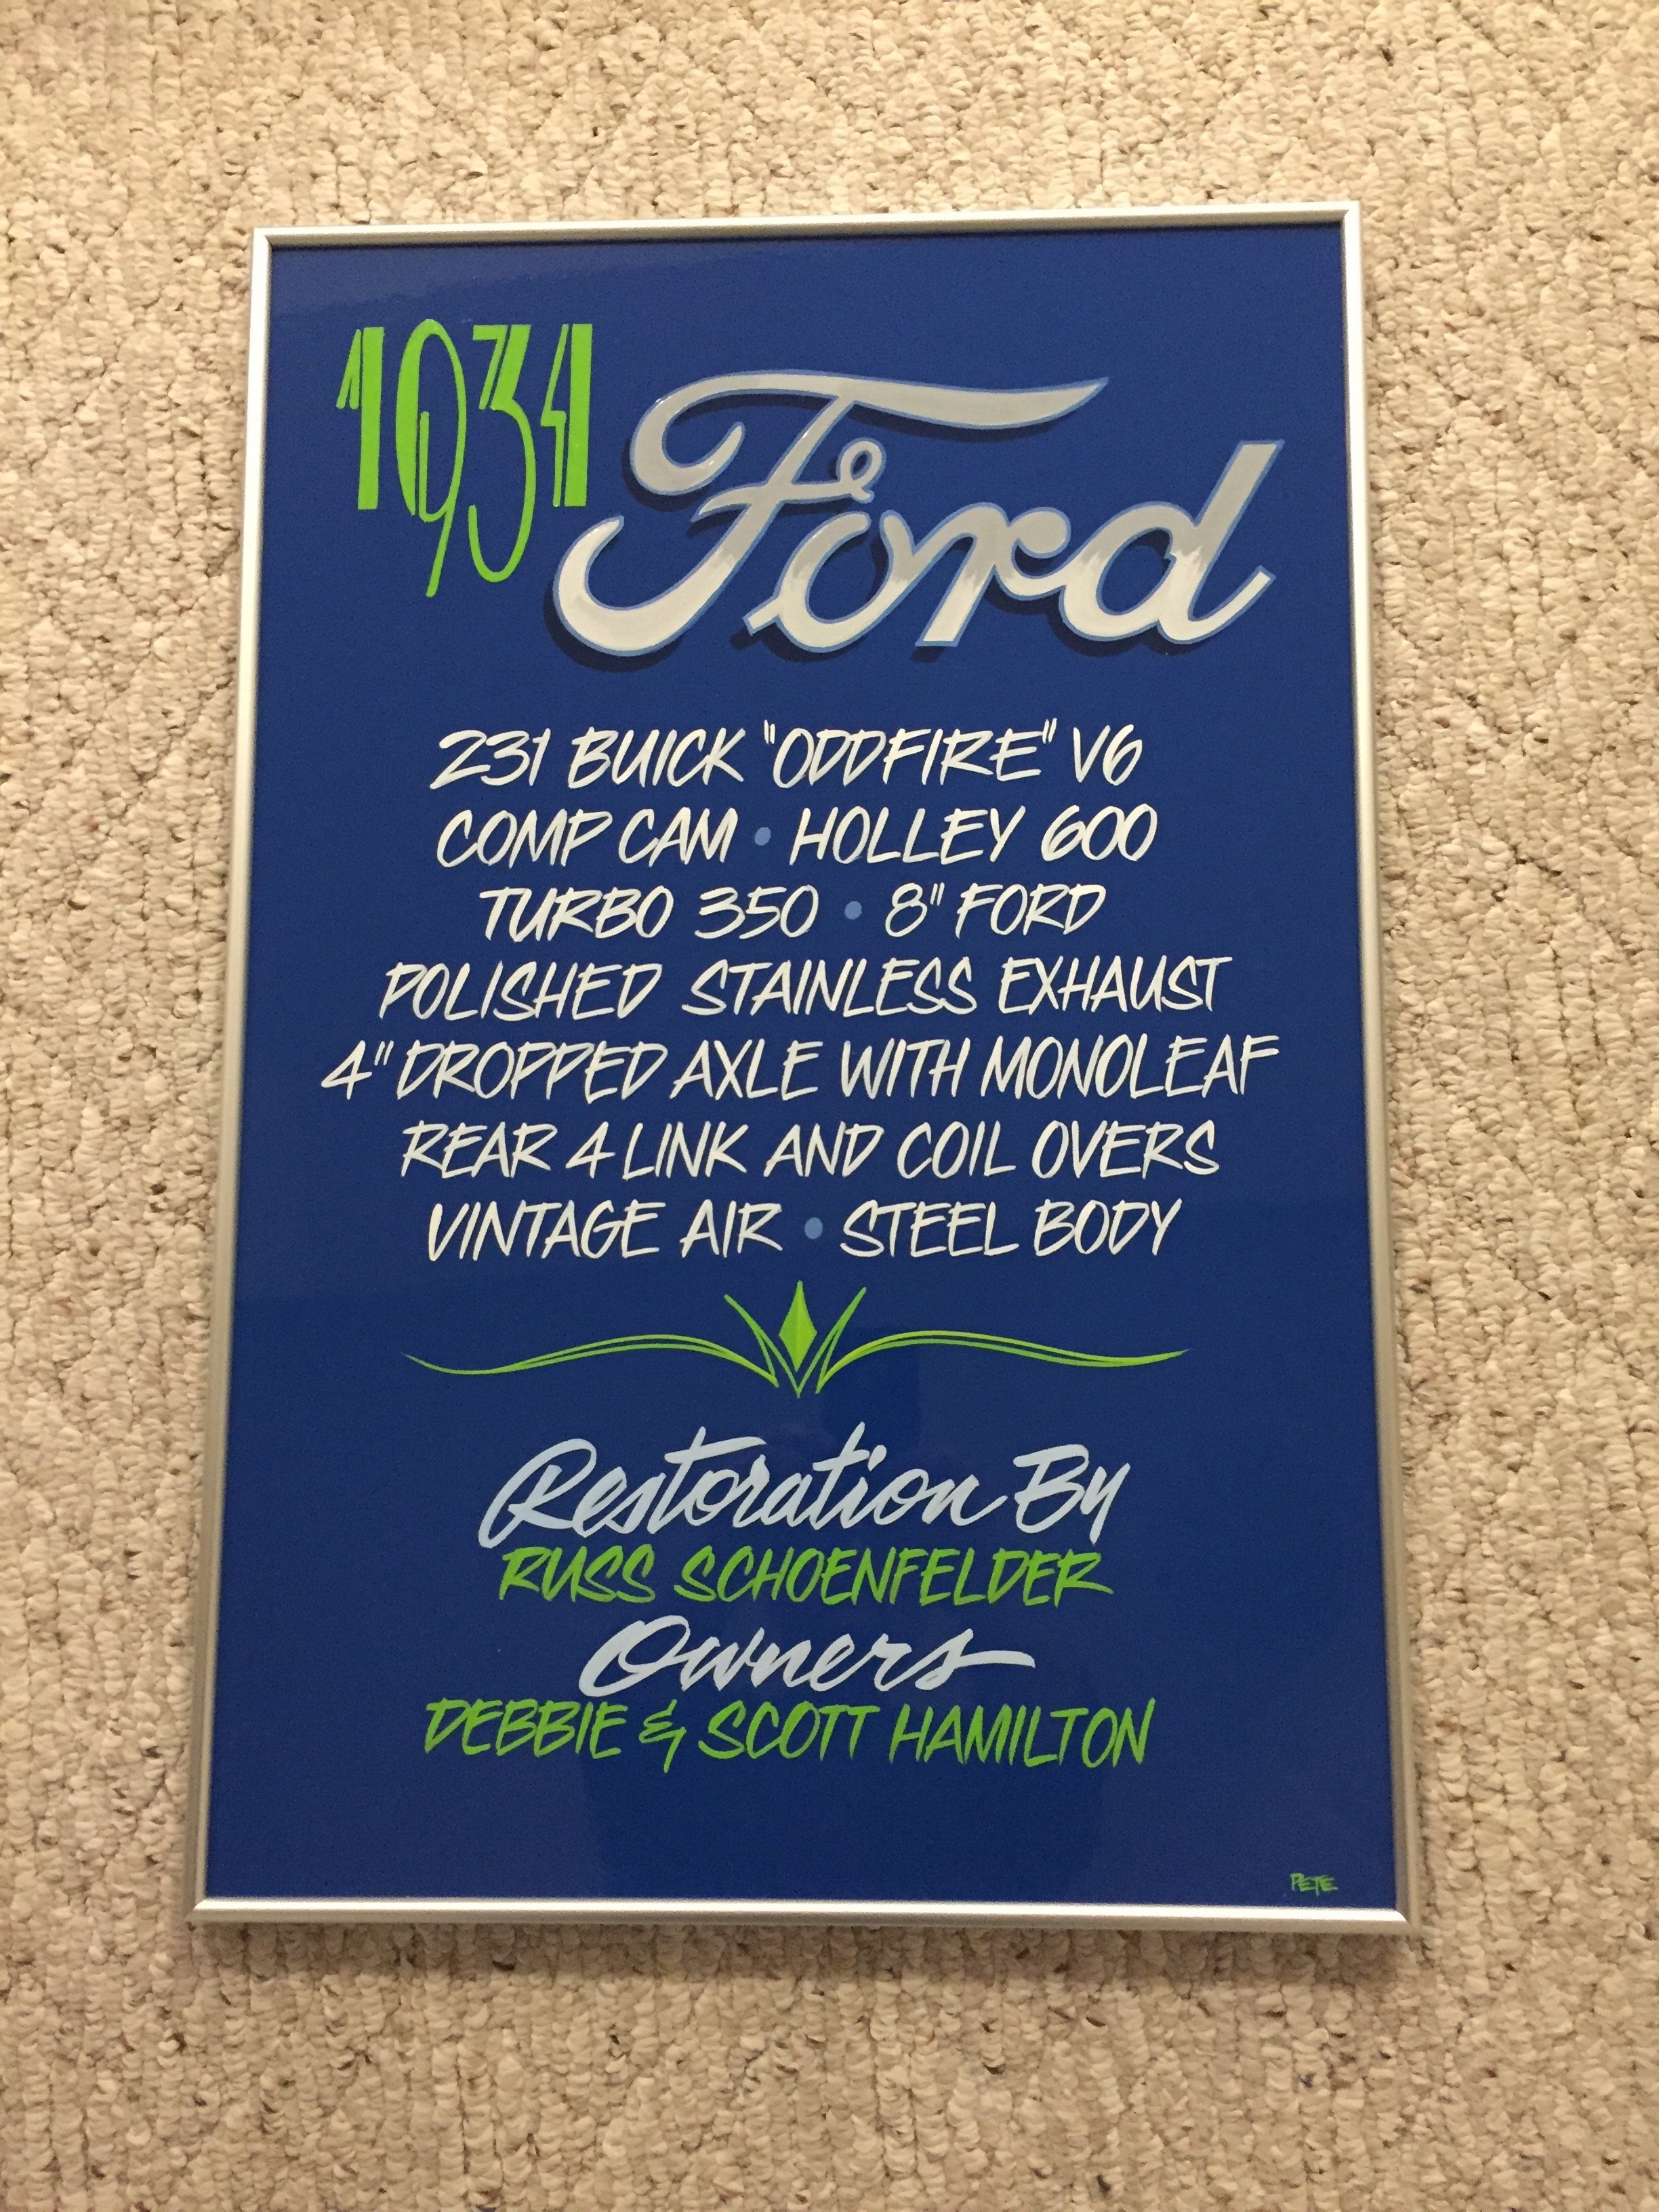 1934 Ford
231 BUICK "ODDFIRE" V6
COMP CAM • HOLLEY 600
TURBO 350 • 8" FORD
POLISHED STAINLESS EXHAUST
4" DROPPED AXLE WITH MONOLEAF
REAR 4 LINK AND COIL OVERS
VINTAGE AIR • STEEL BODY
Restoration By
RUSS SCHOENFELDER
Owners
DEBBIE & SCOTT HAMILTON
PETE